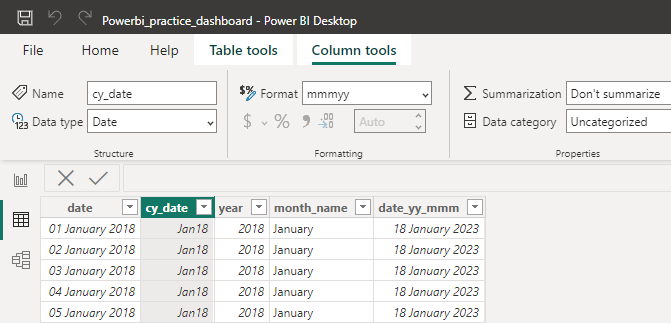 Powerbi_practice_dashboard - Power BI Desktop
File Home Help Table tools Column tools
Name cy_date $% Format mmmyy Summarization Don't summarize
123 Data type Date $ % Auto Data category Uncategorized
Structure Formatting Properties
date cy_date year month_name date_yy_mmm
01 January 2018 Jan18 2018 January 18 January 2023
02 January 2018 Jan18 2018 January 18 January 2023
03 January 2018 Jan18 2018 January 18 January 2023
04 January 2018 Jan18 2018 January 18 January 2023
05 January 2018 Jan18 2018 January 18 January 2023